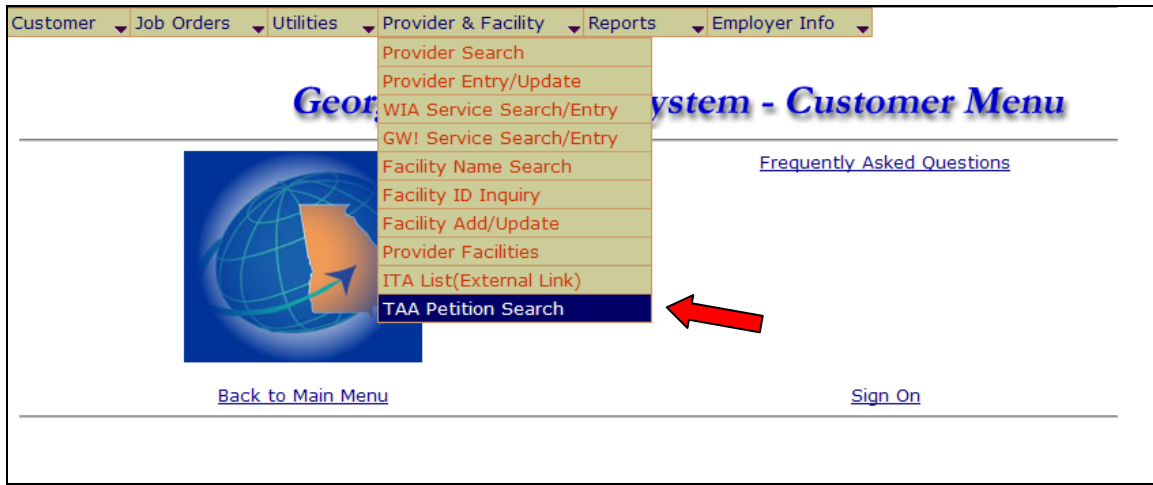 Customer Job Orders Utilities Provider & Facility Reports Employer Info
Provider Search
Provider Entry/Update
WIA Service Search/Entry
GW! Service Search/Entry
Facility Name Search
Facility ID Inquiry
Facility Add/Update
Provider Facilities
ITA List(External Link)
TAA Petition Search
- Customer Menu
Frequently Asked Questions
Back to Main Menu Sign On